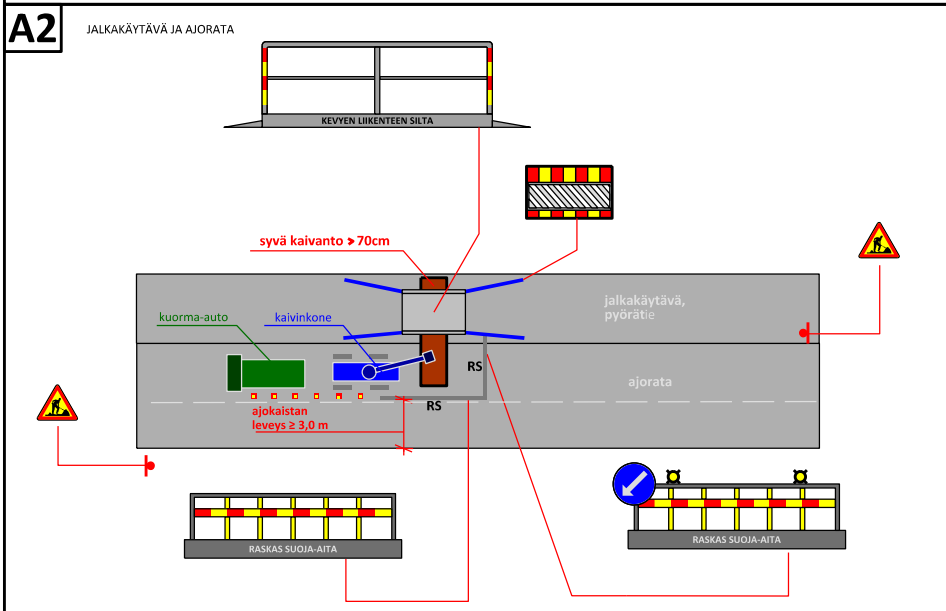 A2
JALKAKÄYTÄVÄ JA AJORATA
KEVYEN LIIKENTEEN SILTA
syvä kaivanto > 70cm
jalkakäytävä,
pyörätie
kuorma-auto
kaivinkone
RS
ajorata
RS
ajokaistan
leveys ≥ 3,0 m
RASKAS SUOJA-AITA
RASKAS SUOJA-AITA